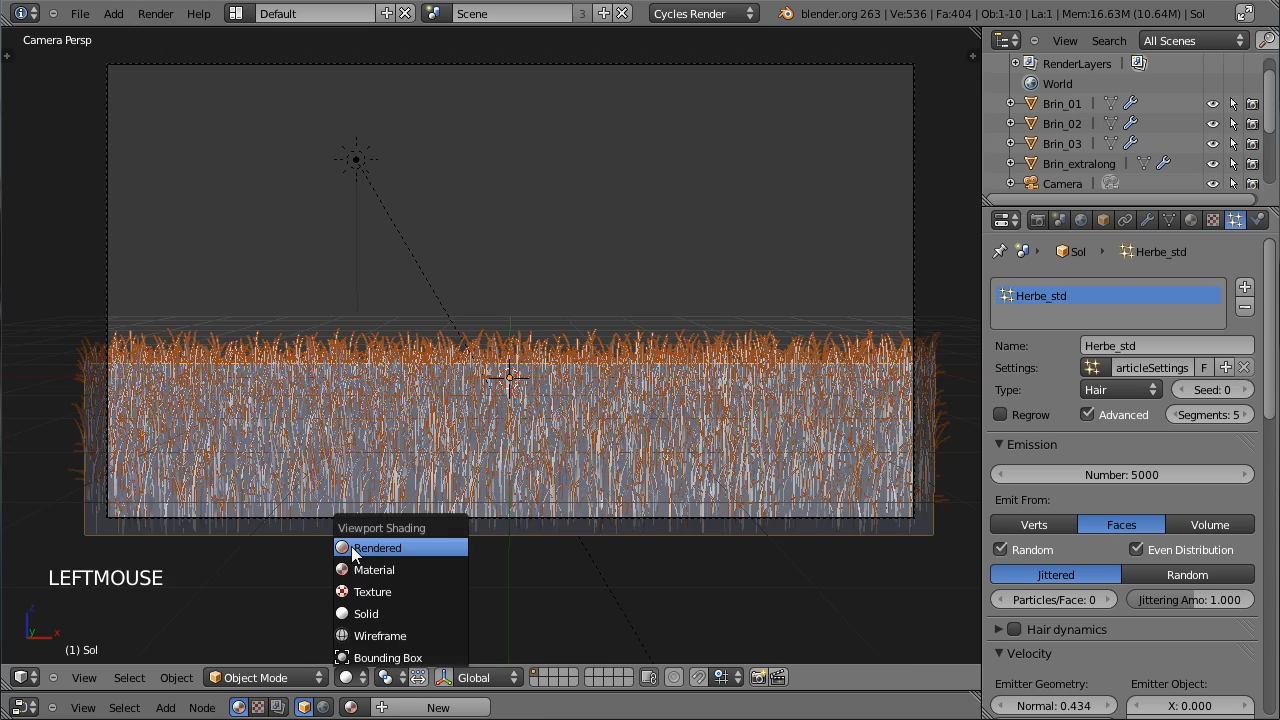 File Add Render Help Default Scene 3 Cycles Render blender.org 263 | Ve:536 | Fa:404 | Ob:1-10 | La:1 | Mem:16.63M (10.64M) | Sol
Camera Persp
View Search All Scenes
RenderLayers |
World
Brin_01 |
Brin_02 |
Brin_03 |
Brin_extralong |
Camera |
Sol Herbe_std
Herbe_std
Name: Herbe_std
Settings: articleSettings F
Type: Hair Seed: 0
Regrow Advanced Segments: 5
Emission
Number: 5000
Emit From:
Verts Faces Volume
Random Even Distribution
Jittered Random
Particles/Face: 0 Jittering Amo: 1.000
Hair dynamics
Velocity
Emitter Geometry: Emitter Object:
Normal: 0.434 X: 0.000
Viewport Shading
Rendered
Material
Texture
Solid
Wireframe
Bounding Box
LEFTMOUSE
z
y x
(1) Sol
View Select Object Object Mode Global
View Select Add Node New